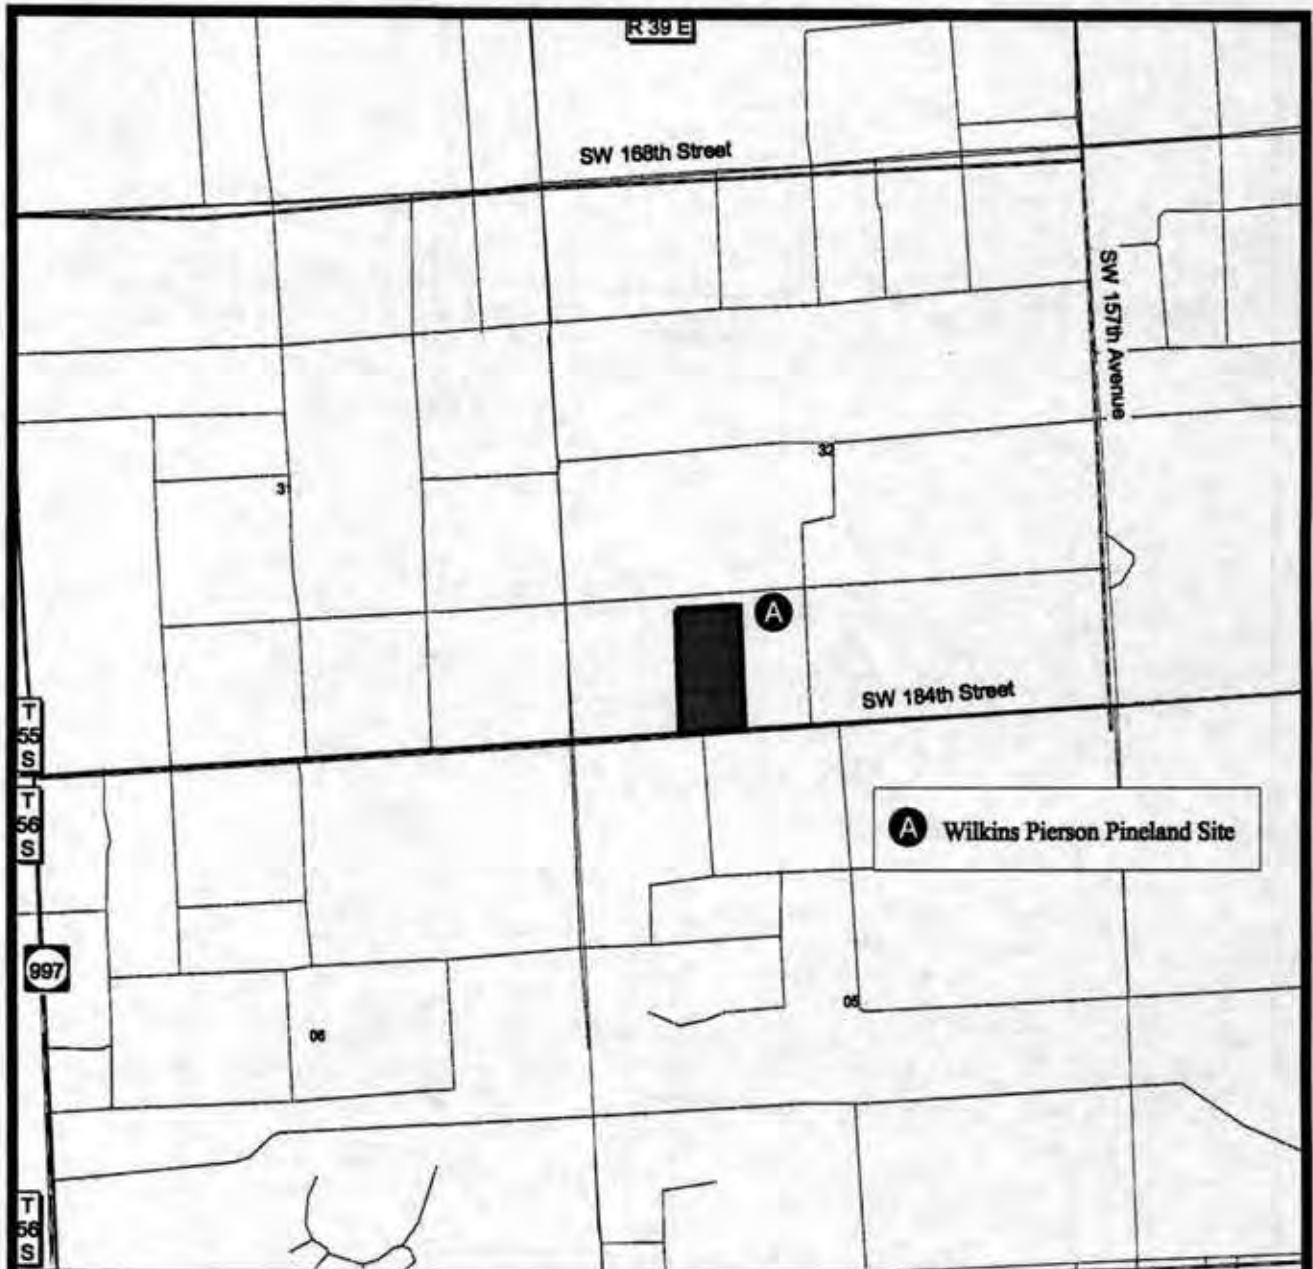 R 39 E
SW 168th Street
SW 157th Avenue
32
3
A
SW 184th Street
T
55
S
T
56
S
A Wilkins Pierson Pineland Site
997
05
06
T
56
S